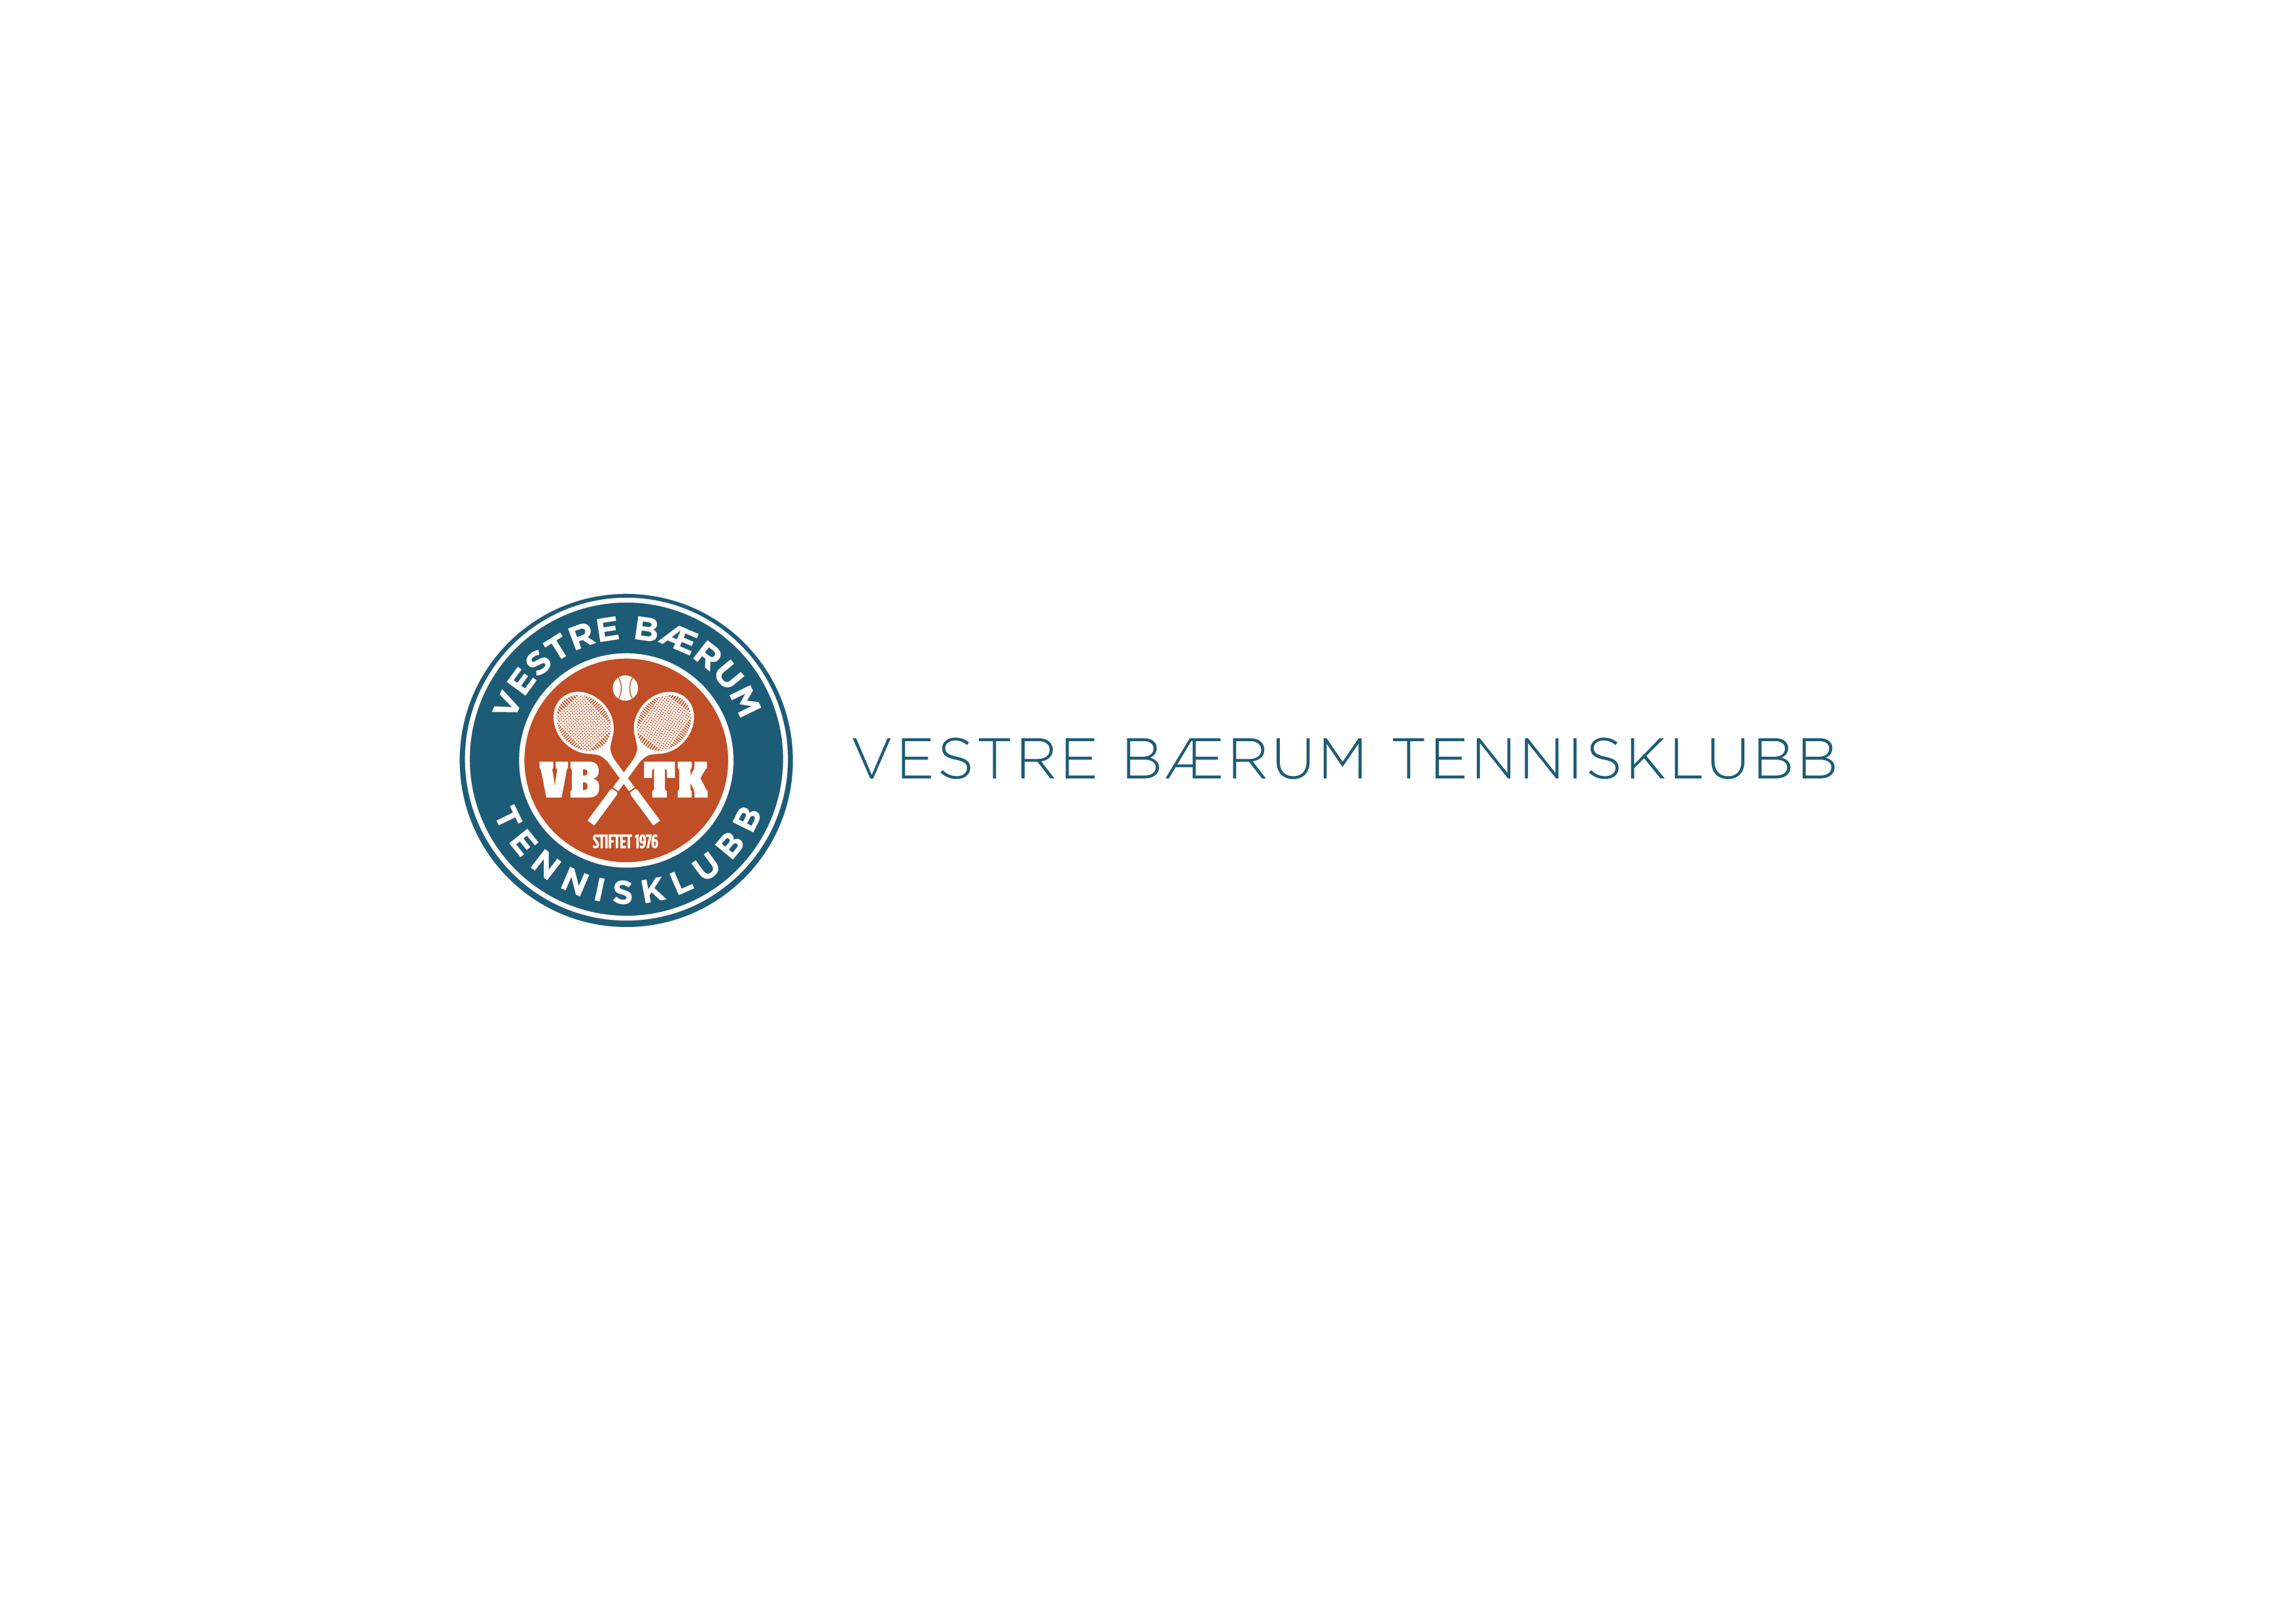 VESTRE BÆRUM
VB TK
STIFTET 1976
TENNISKLUBB
VESTRE BÆRUM TENNISKLUBB